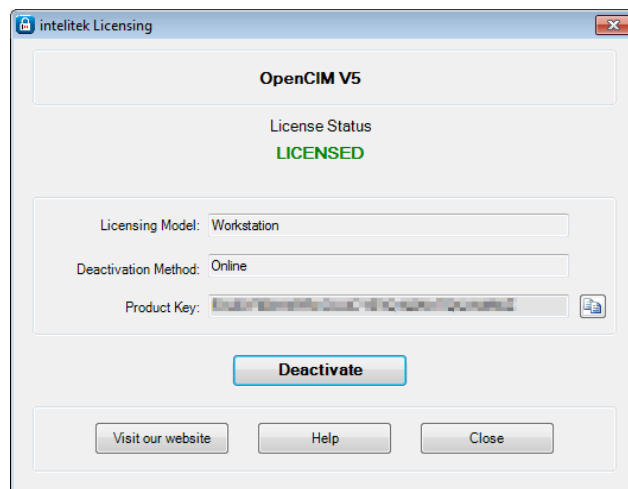 intelitek Licensing
OpenCIM V5
License Status
LICENSED
Licensing Model: Workstation
Deactivation Method: Online
Product Key:
Deactivate
Visit our website Help Close